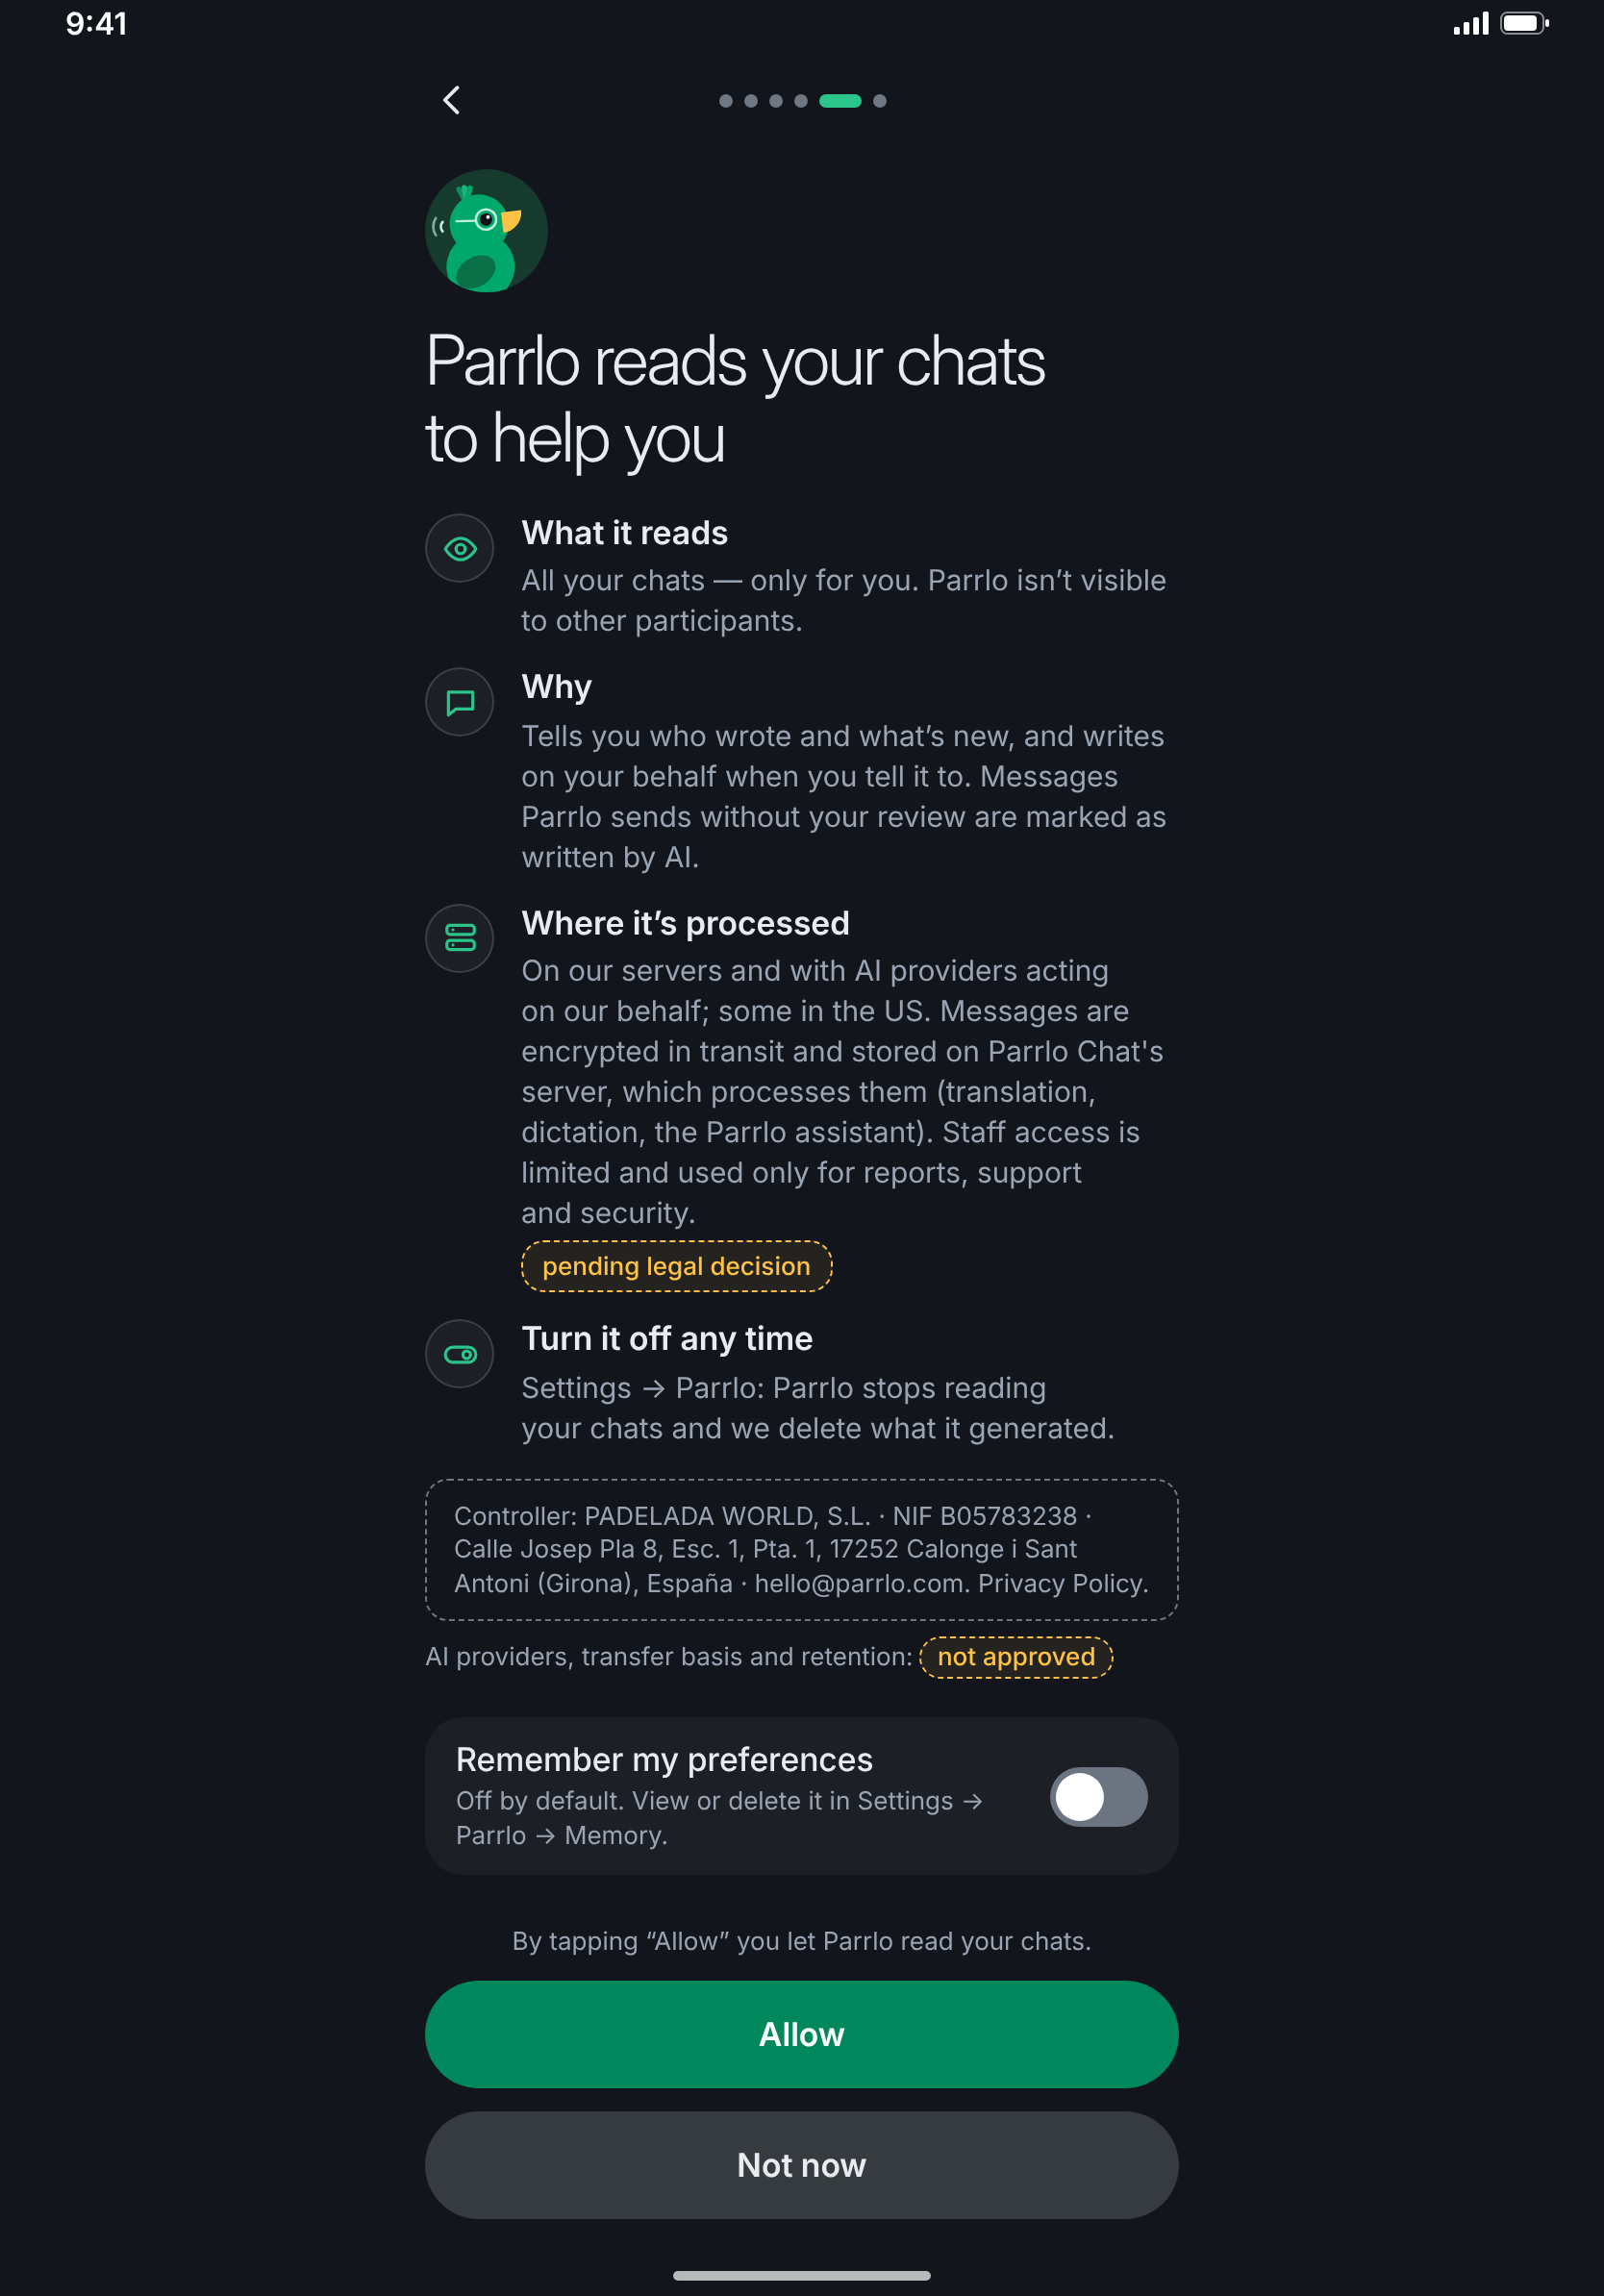 9:41
Parrlo reads your chats
to help you
What it reads
All your chats — only for you. Parrlo isn’t visible
to other participants.
Why
Tells you who wrote and what’s new, and writes
on your behalf when you tell it to. Messages
Parrlo sends without your review are marked as
written by AI.
Where it’s processed
On our servers and with AI providers acting
on our behalf; some in the US. Messages are
encrypted in transit and stored on Parrlo Chat's
server, which processes them (translation,
dictation, the Parrlo assistant). Staff access is
limited and used only for reports, support
and security.
pending legal decision
Turn it off any time
Settings → Parrlo: Parrlo stops reading
your chats and we delete what it generated.
Controller: PADELADA WORLD, S.L. · NIF B05783238 ·
Calle Josep Pla 8, Esc. 1, Pta. 1, 17252 Calonge i Sant
Antoni (Girona), España · hello@parrlo.com. Privacy Policy.
AI providers, transfer basis and retention: not approved
Remember my preferences
Off by default. View or delete it in Settings →
Parrlo → Memory.
By tapping “Allow” you let Parrlo read your chats.
Allow
Not now